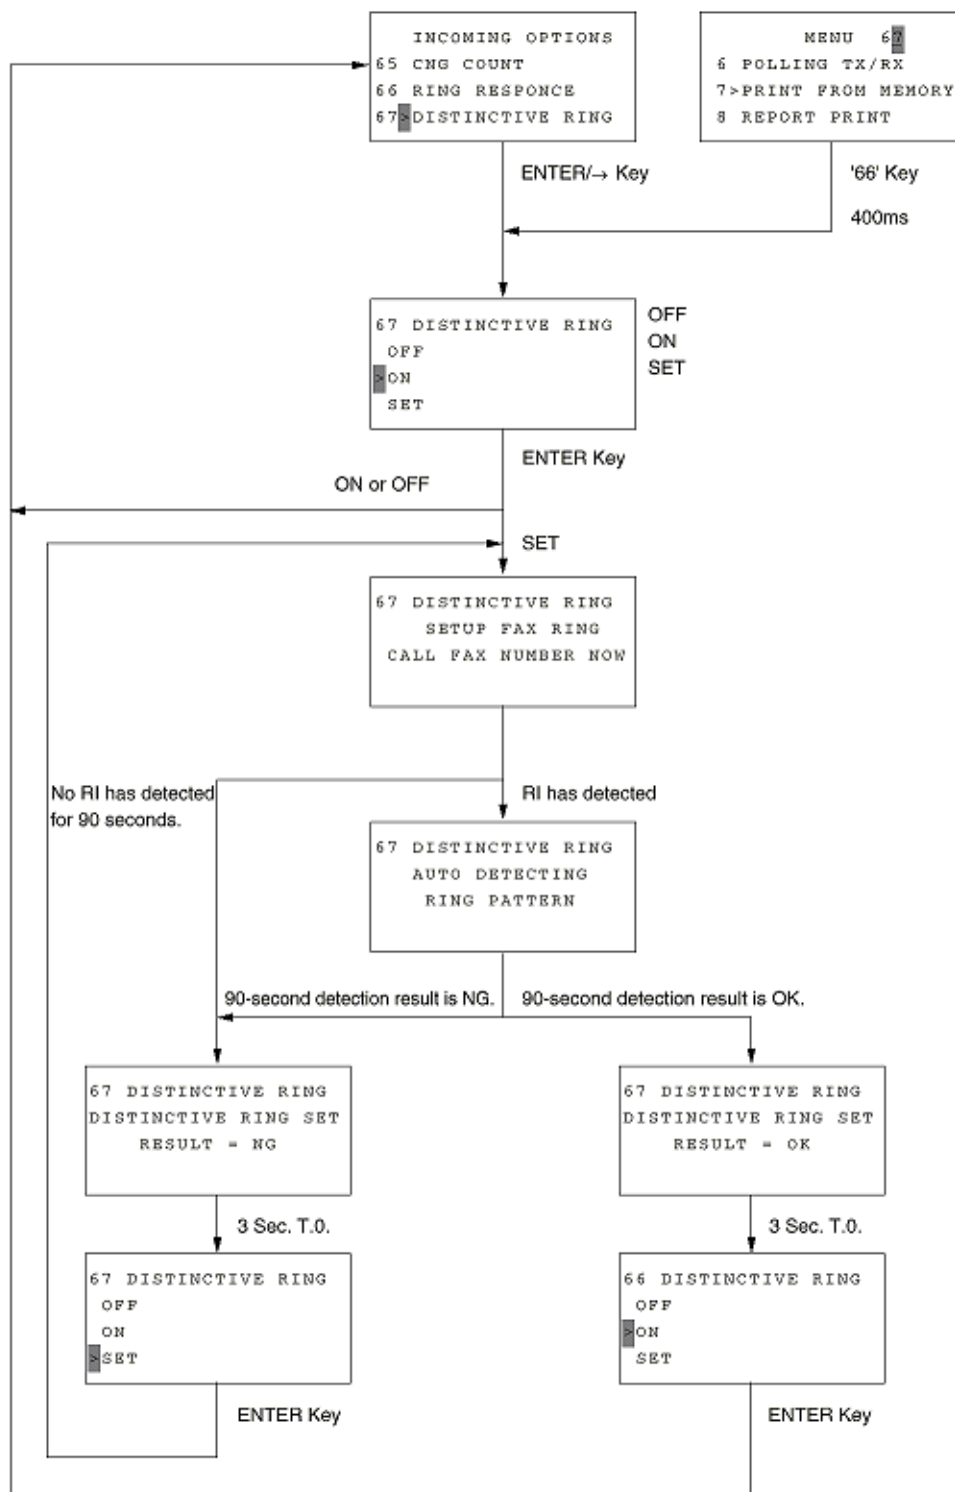 INCOMING OPTIONS
65 CNG COUNT
66 RING RESPONCE
67>DISTINCTIVE RING
MENU 67
6 POLLING TX/RX
7>PRINT FROM MEMORY
8 REPORT PRINT
ENTER/→ Key
'66' Key
400ms
67 DISTINCTIVE RING
OFF
>ON
SET
OFF
ON
SET
ENTER Key
ON or OFF
SET
67 DISTINCTIVE RING
SETUP FAX RING
CALL FAX NUMBER NOW
No RI has detected
for 90 seconds.
RI has detected
67 DISTINCTIVE RING
AUTO DETECTING
RING PATTERN
90-second detection result is NG.
90-second detection result is OK.
67 DISTINCTIVE RING
DISTINCTIVE RING SET
RESULT = NG
67 DISTINCTIVE RING
DISTINCTIVE RING SET
RESULT = OK
3 Sec. T.0.
3 Sec. T.0.
67 DISTINCTIVE RING
OFF
ON
>SET
66 DISTINCTIVE RING
OFF
>ON
SET
ENTER Key
ENTER Key